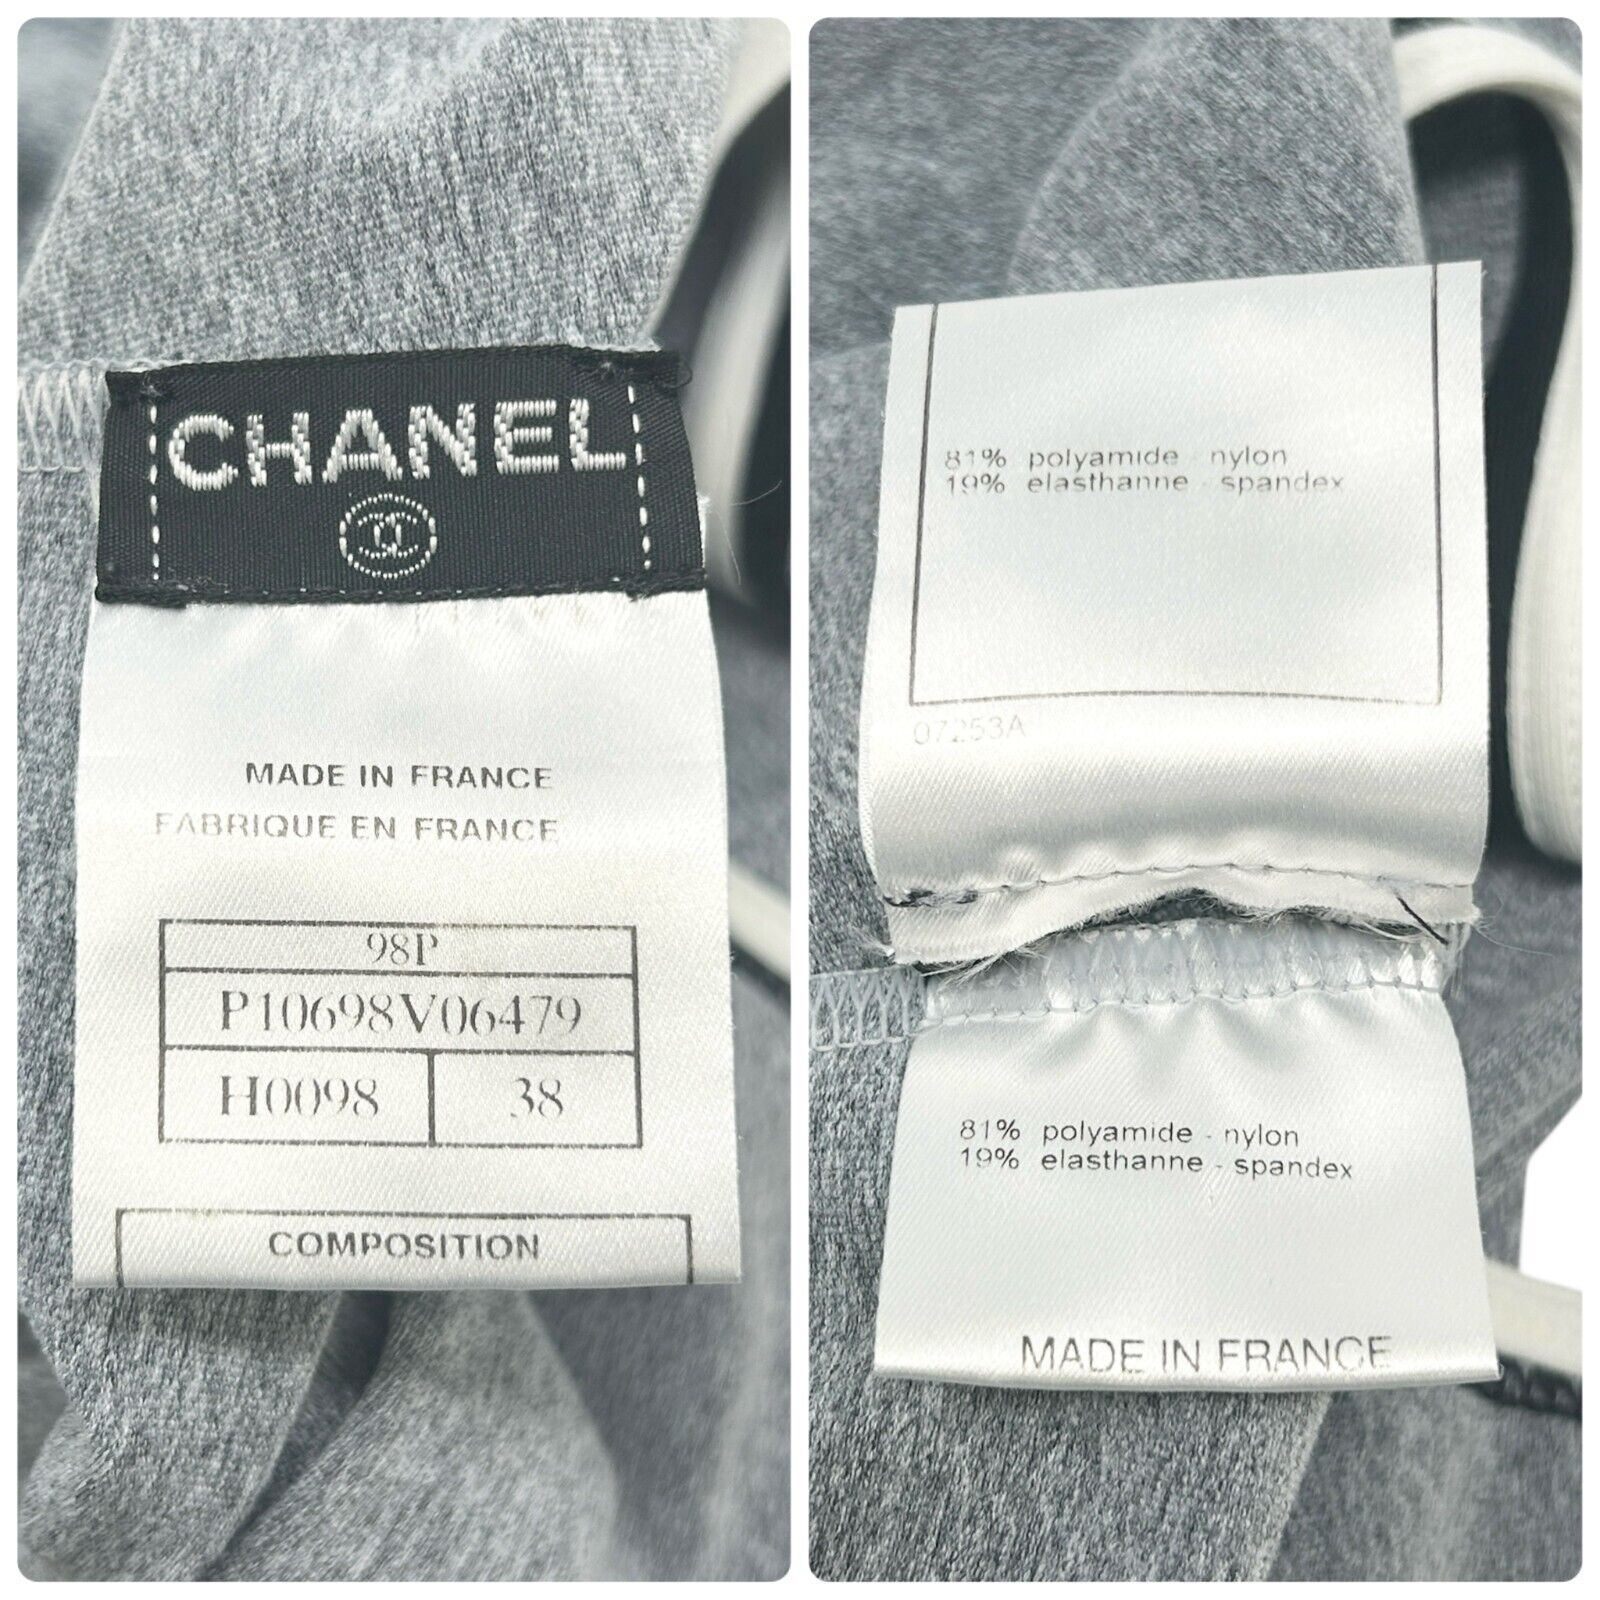 CHANEL
MADE IN FRANCE
FABRIQUE EN FRANCE
98P
P10698V06479
H0098 38
COMPOSITION
81% polyamide - nylon
19% elasthanne - spandex
07253A
81% polyamide - nylon
19% elasthanne - spandex
MADE IN FRANCE